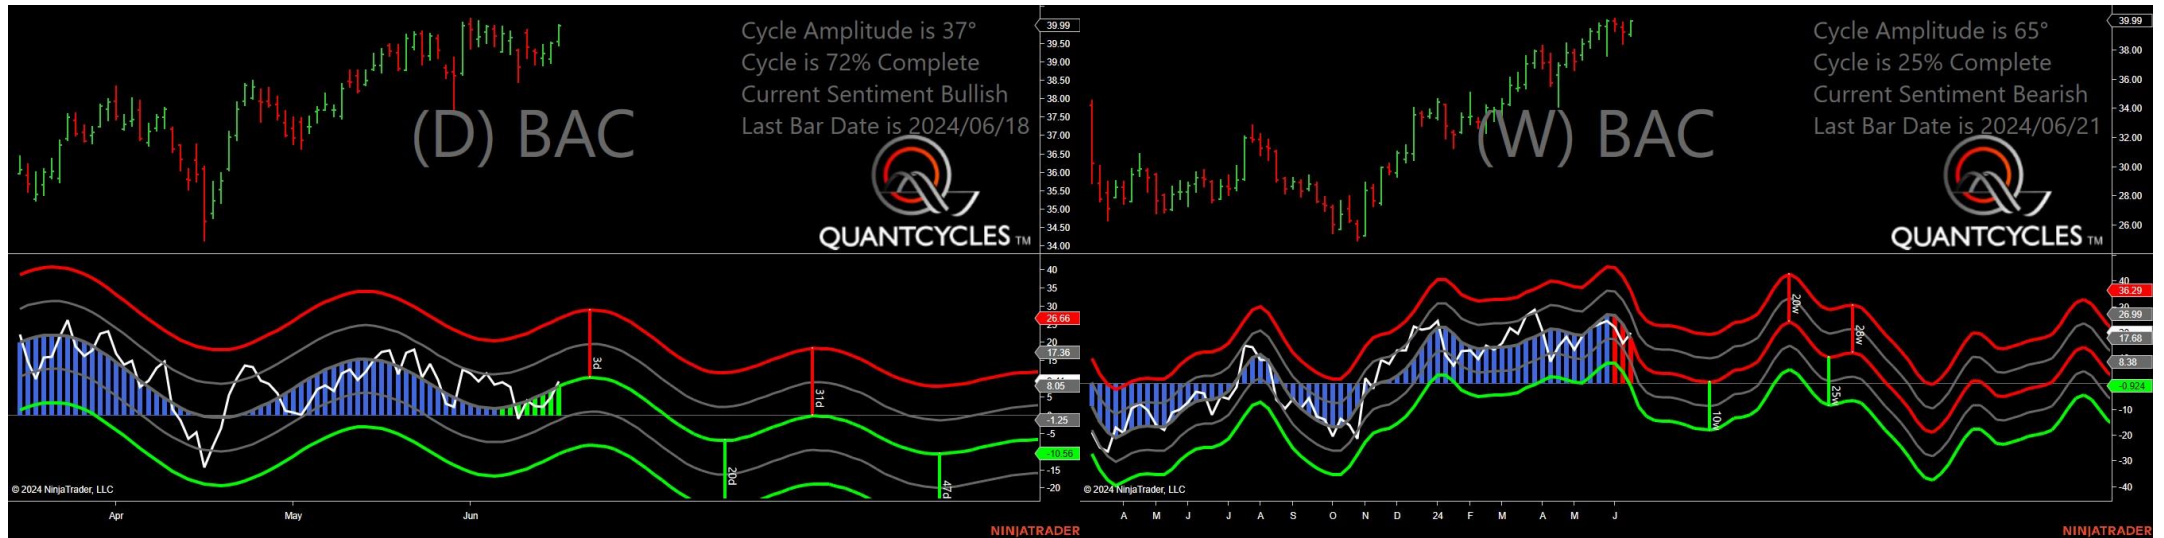 Cycle Amplitude is 37°
Cycle is 72% Complete
Current Sentiment Bullish
Last Bar Date is 2024/06/18
(D) BAC
QUANTCYCLES TM
39.99
39.50
39.00
38.50
38.00
37.50
37.00
36.50
36.00
35.50
35.00
34.50
34.00
40
35
30
26.66
20
17.36
8.05
5
-1.25
-5
-10.56
-15
-20
3d
20d
31d
47d
© 2024 NinjaTrader, LLC
Apr
May
Jun
NINJATRADER
Cycle Amplitude is 65°
Cycle is 25% Complete
Current Sentiment Bearish
Last Bar Date is 2024/06/21
(W) BAC
QUANTCYCLES TM
39.99
38.00
36.00
34.00
32.00
30.00
28.00
26.00
40
36.29
26.99
17.68
8.38
-0.924
-10
-20
-30
-40
10w
20w
25w
28w
© 2024 NinjaTrader, LLC
A M J J A S O N D 24 F M A M J
NINJATRADER